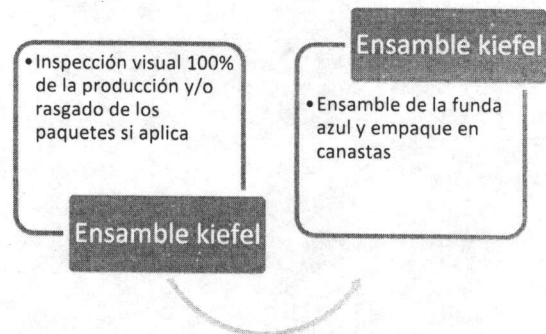 • Inspección visual 100%
de la producción y/o
rasgado de los
paquetes si aplica
Ensamble kiefel
Ensamble kiefel
• Ensamble de la funda
azul y empaque en
canastas